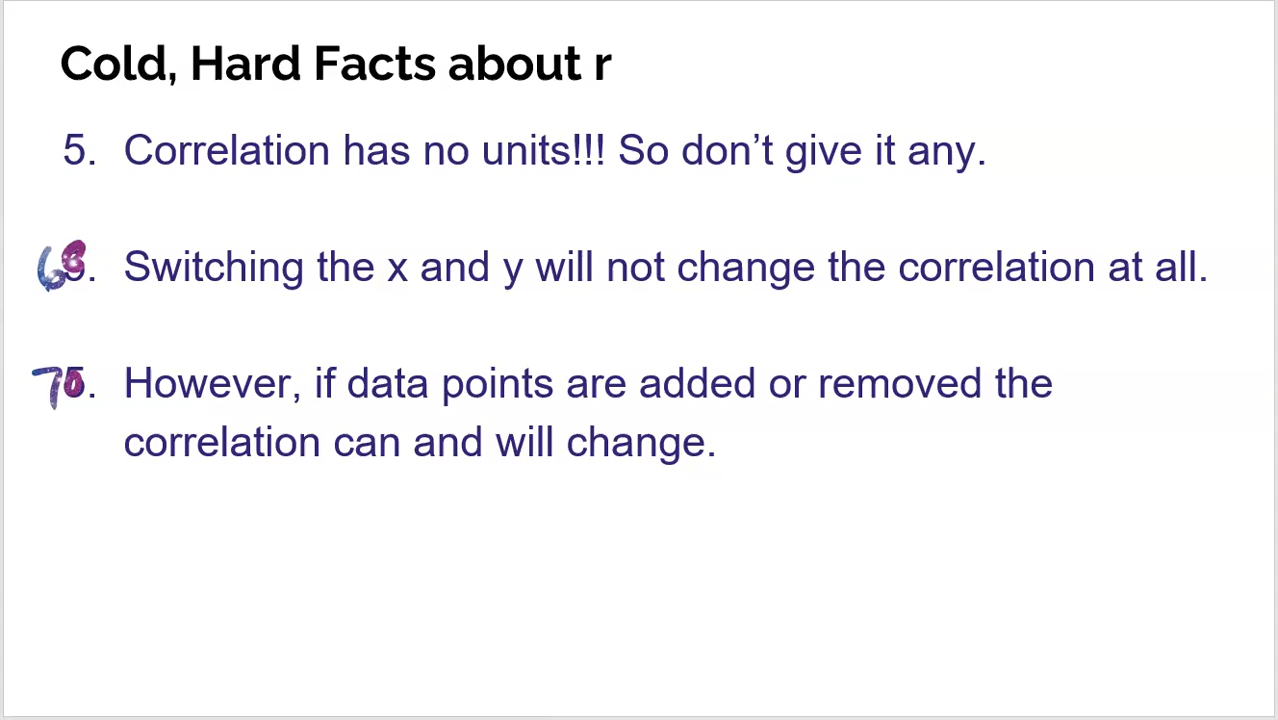 Cold, Hard Facts about r
5. Correlation has no units!!! So don’t give it any.
6. Switching the x and y will not change the correlation at all.
7. However, if data points are added or removed the
correlation can and will change.